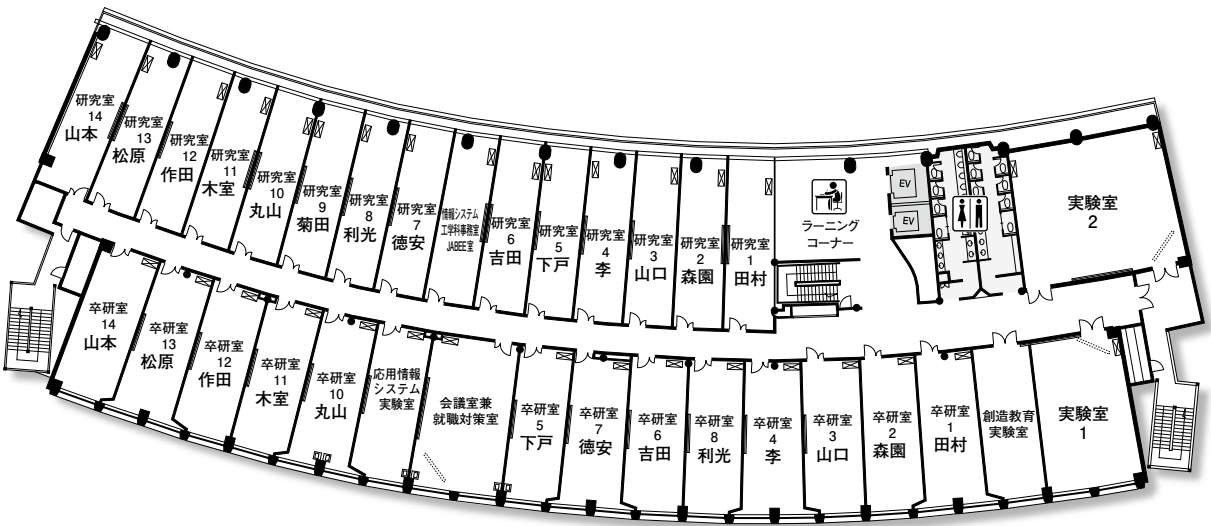 研究室
14
山本
研究室
13
松原
研究室
12
作田
研究室
11
木室
研究室
10
丸山
研究室
9
菊田
研究室
8
利光
研究室
7
徳安
情報システム
工学科事務室
JABEE室
研究室
6
吉田
研究室
5
下戸
研究室
4
李
研究室
3
山口
研究室
2
森園
研究室
1
田村
ラーニング
コーナー
EV
EV
実験室
2
卒研室
14
山本
卒研室
13
松原
卒研室
12
作田
卒研室
11
木室
卒研室
10
丸山
応用情報
システム
実験室
会議室兼
就職対策室
卒研室
5
下戸
卒研室
7
徳安
卒研室
6
吉田
卒研室
8
利光
卒研室
4
李
卒研室
3
山口
卒研室
2
森園
卒研室
1
田村
創造教育
実験室
実験室
1